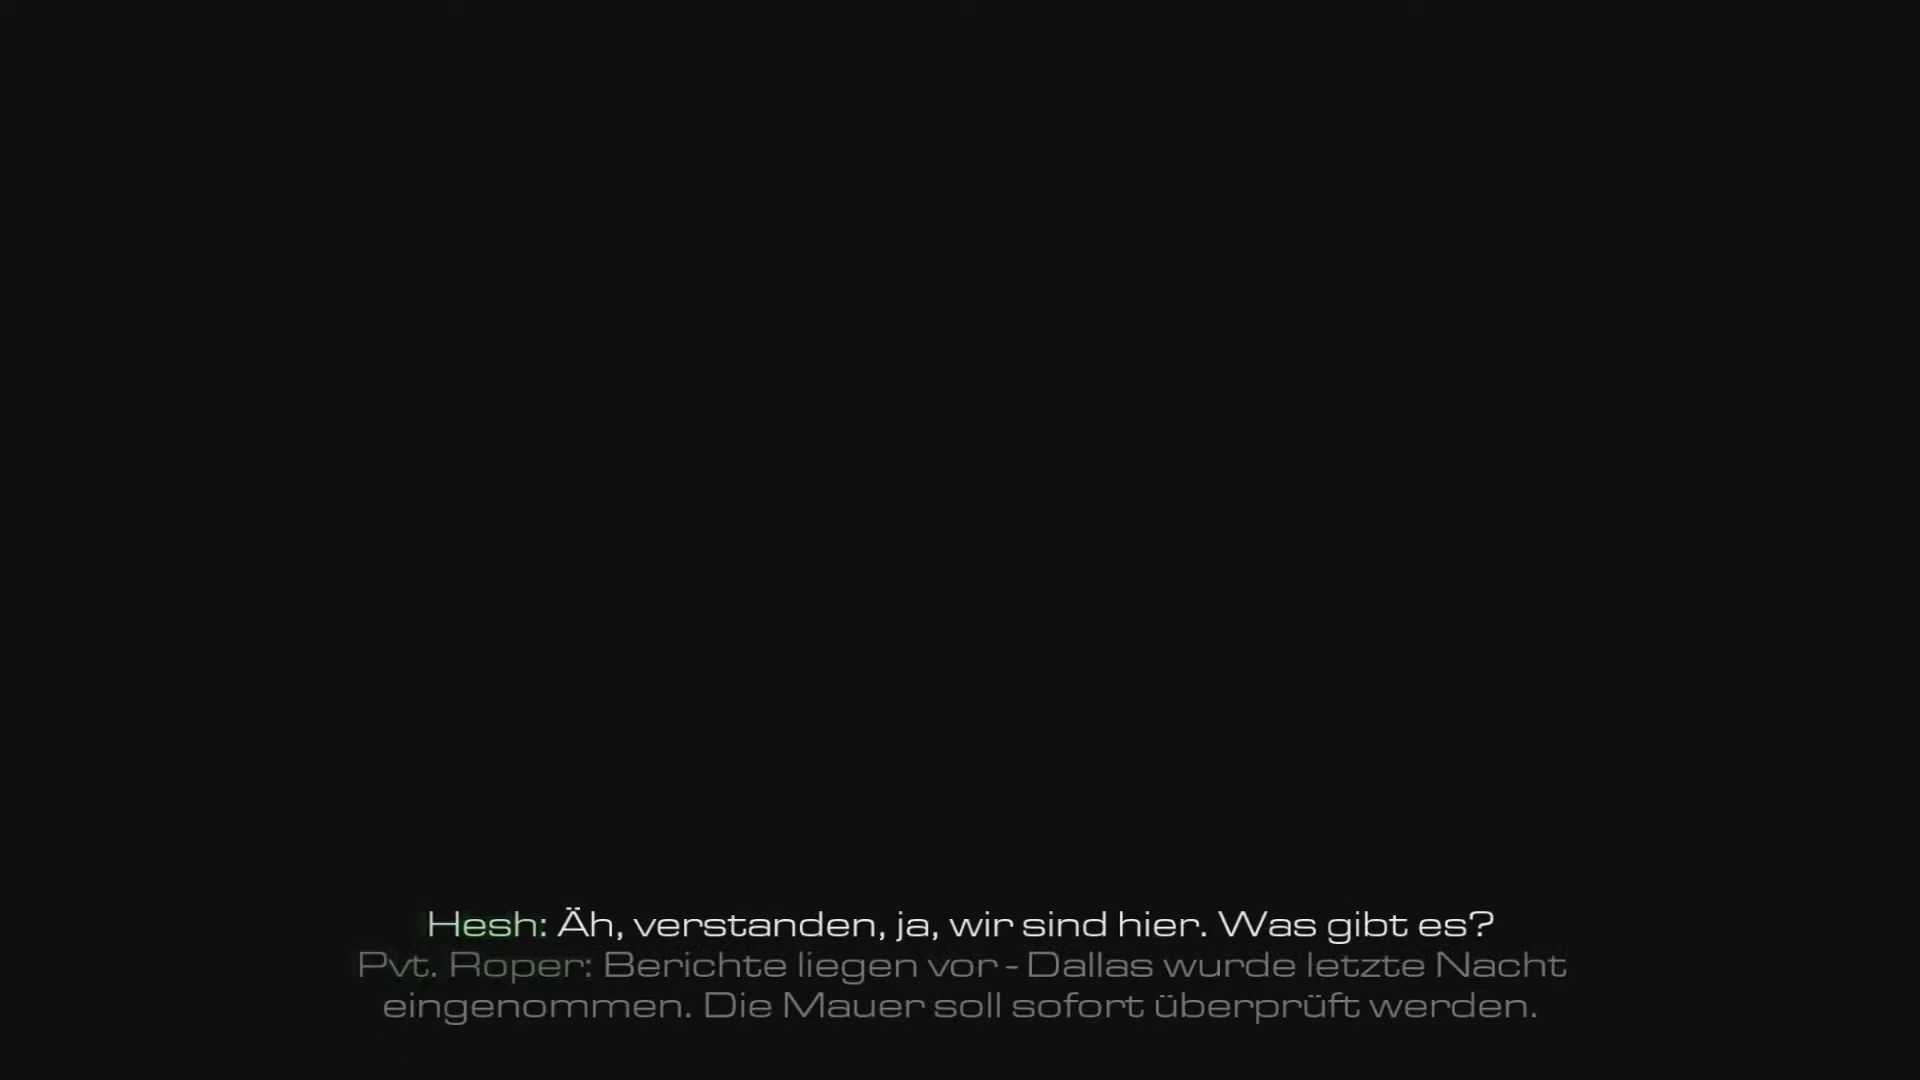 Hesh: Äh, verstanden, ja, wir sind hier. Was gibt es?
Pvt. Roper: Berichte liegen vor - Dallas wurde letzte Nacht
eingenommen. Die Mauer soll sofort überprüft werden.